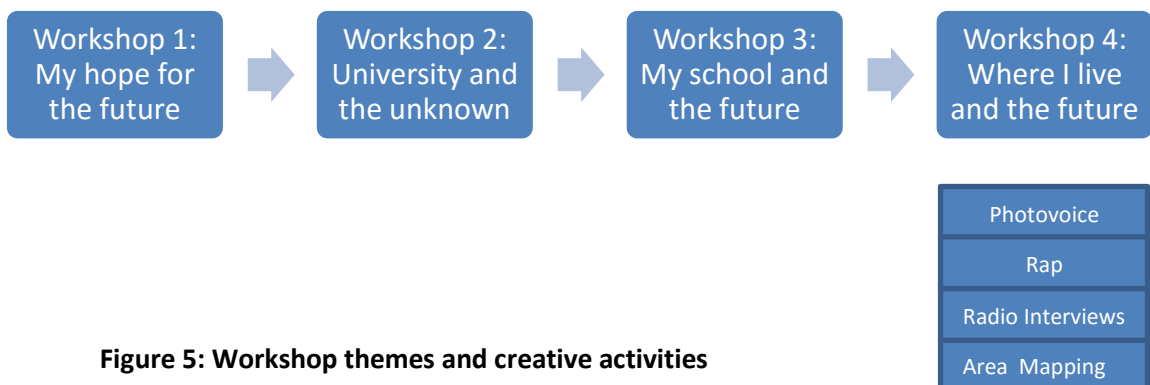 Workshop 1:
My hope for
the future
Workshop 2:
University and
the unknown
Workshop 3:
My school and
the future
Workshop 4:
Where I live
and the future
Photovoice
Rap
Radio Interviews
Area Mapping
Figure 5: Workshop themes and creative activities